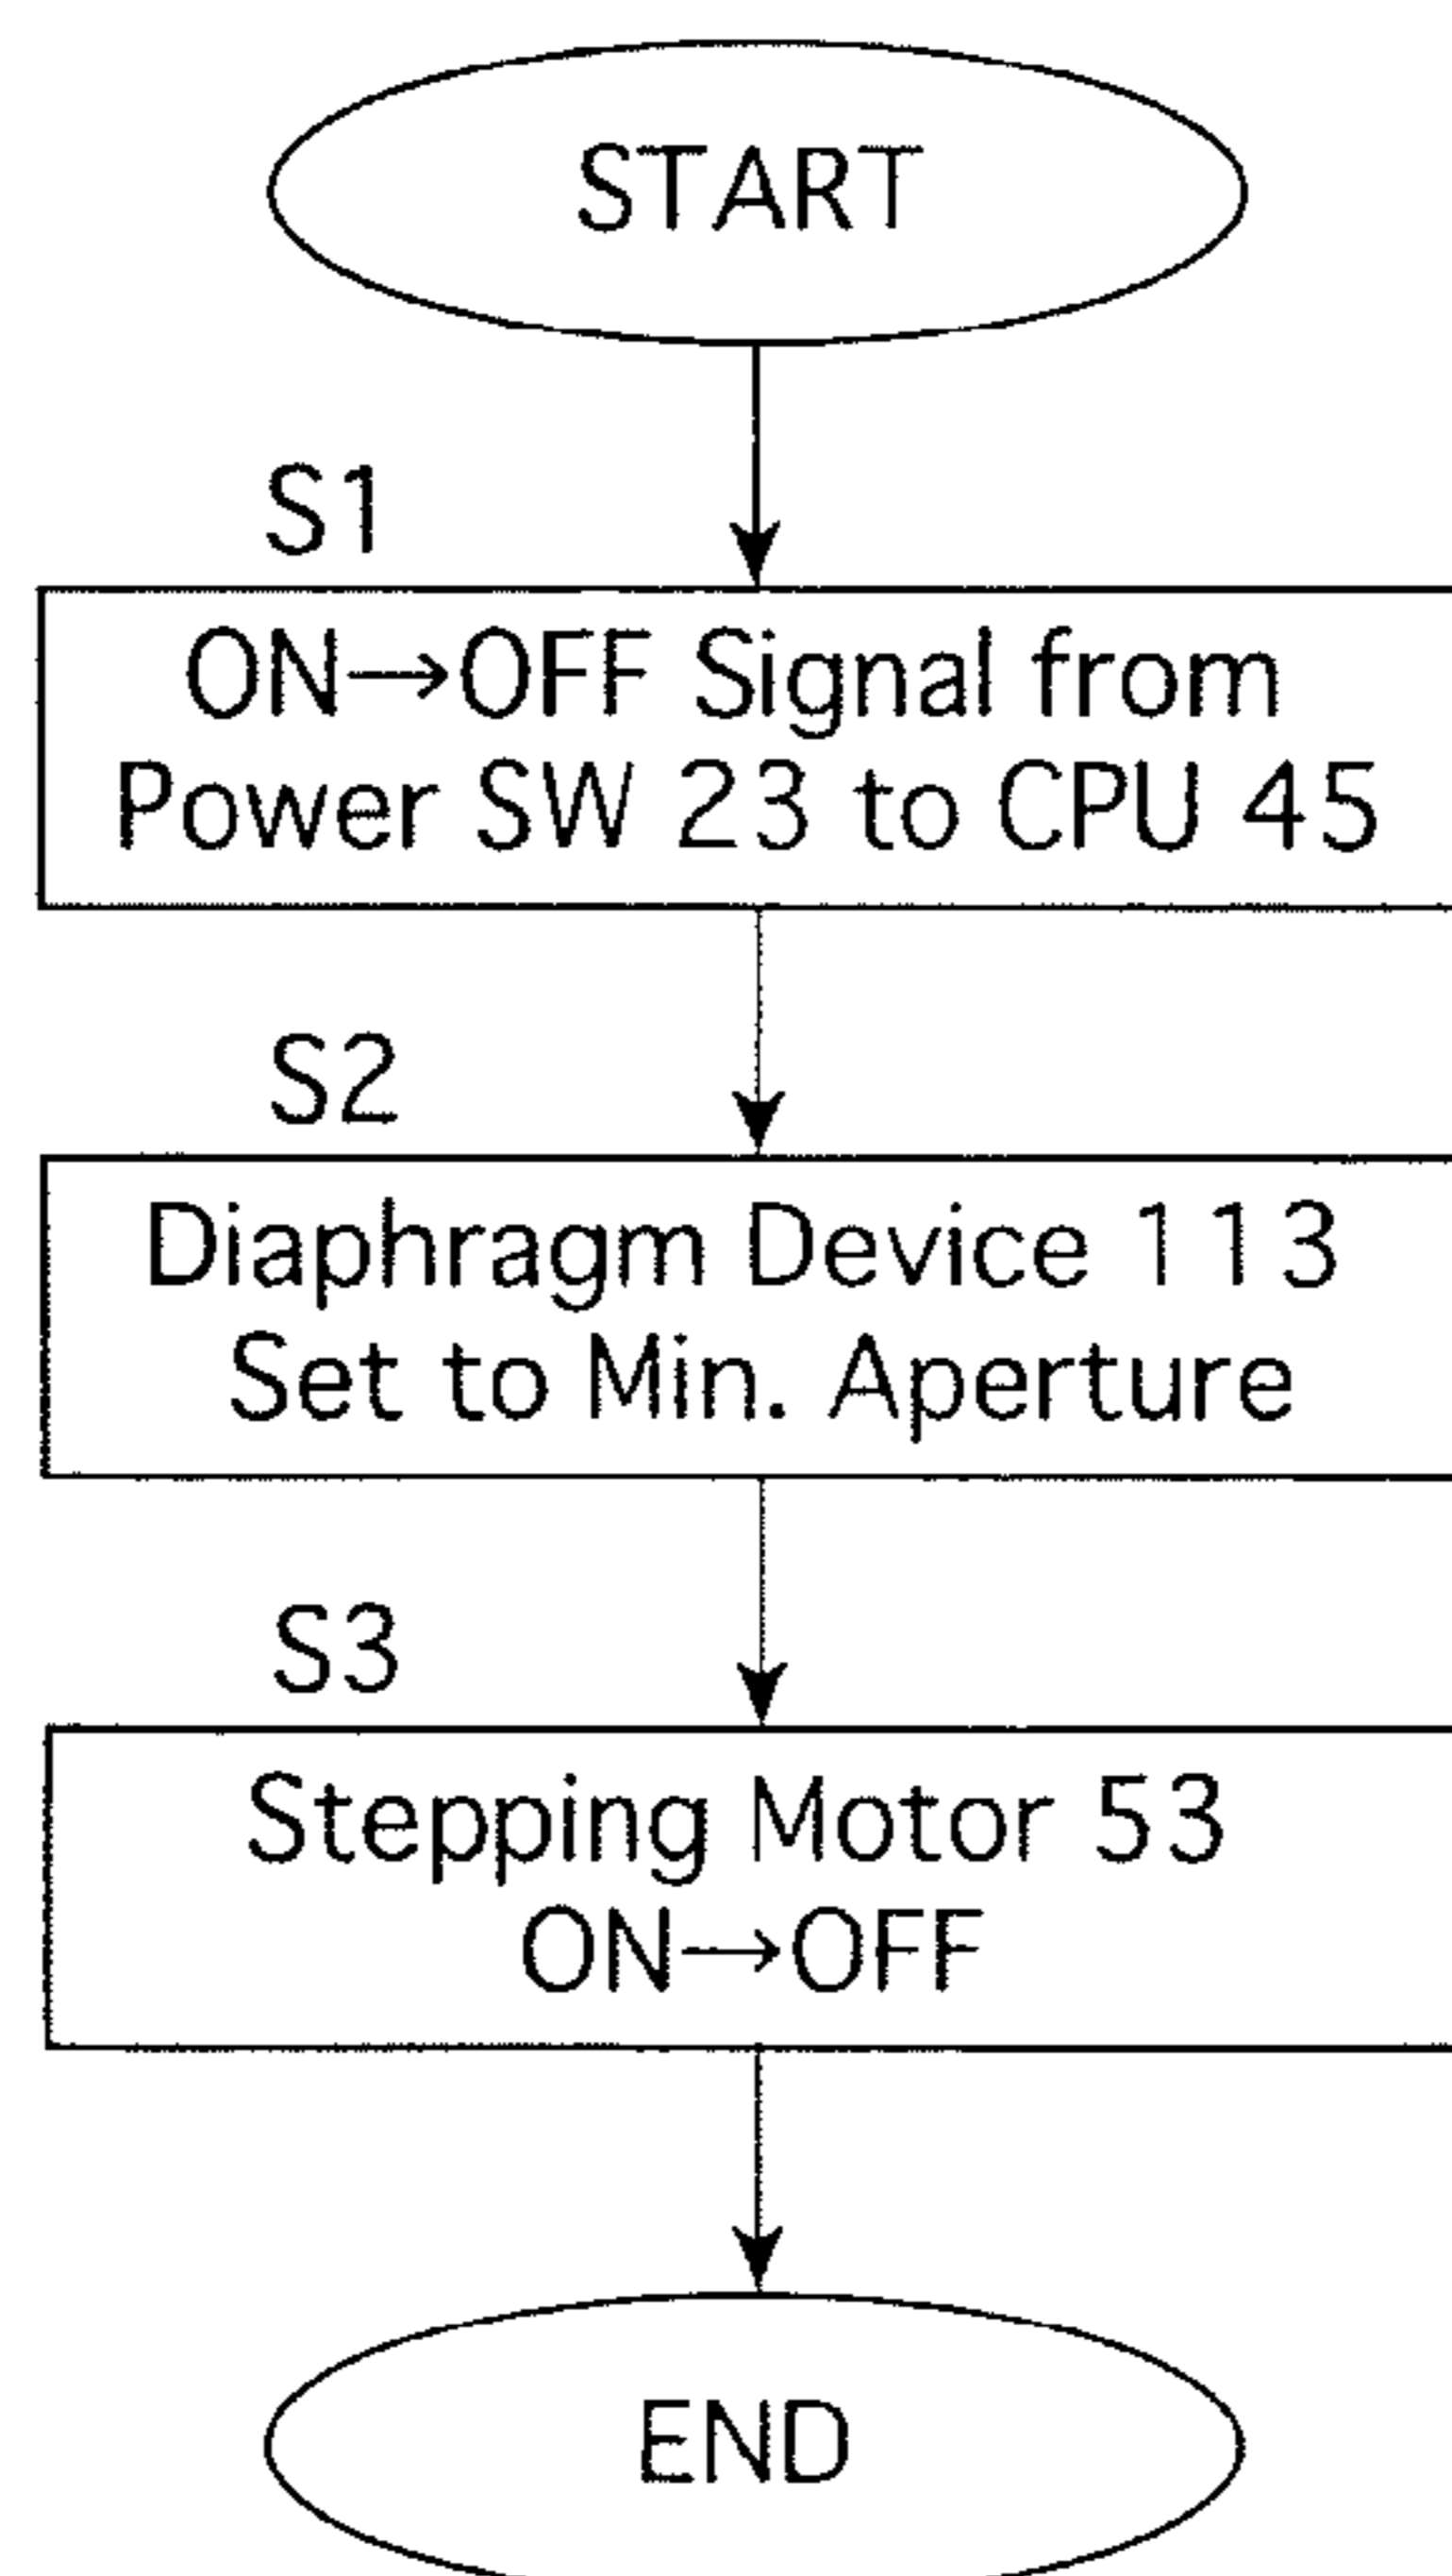 START
S1
ON→OFF Signal from
Power SW 23 to CPU 45
S2
Diaphragm Device 113
Set to Min. Aperture
S3
Stepping Motor 53
ON→OFF
END